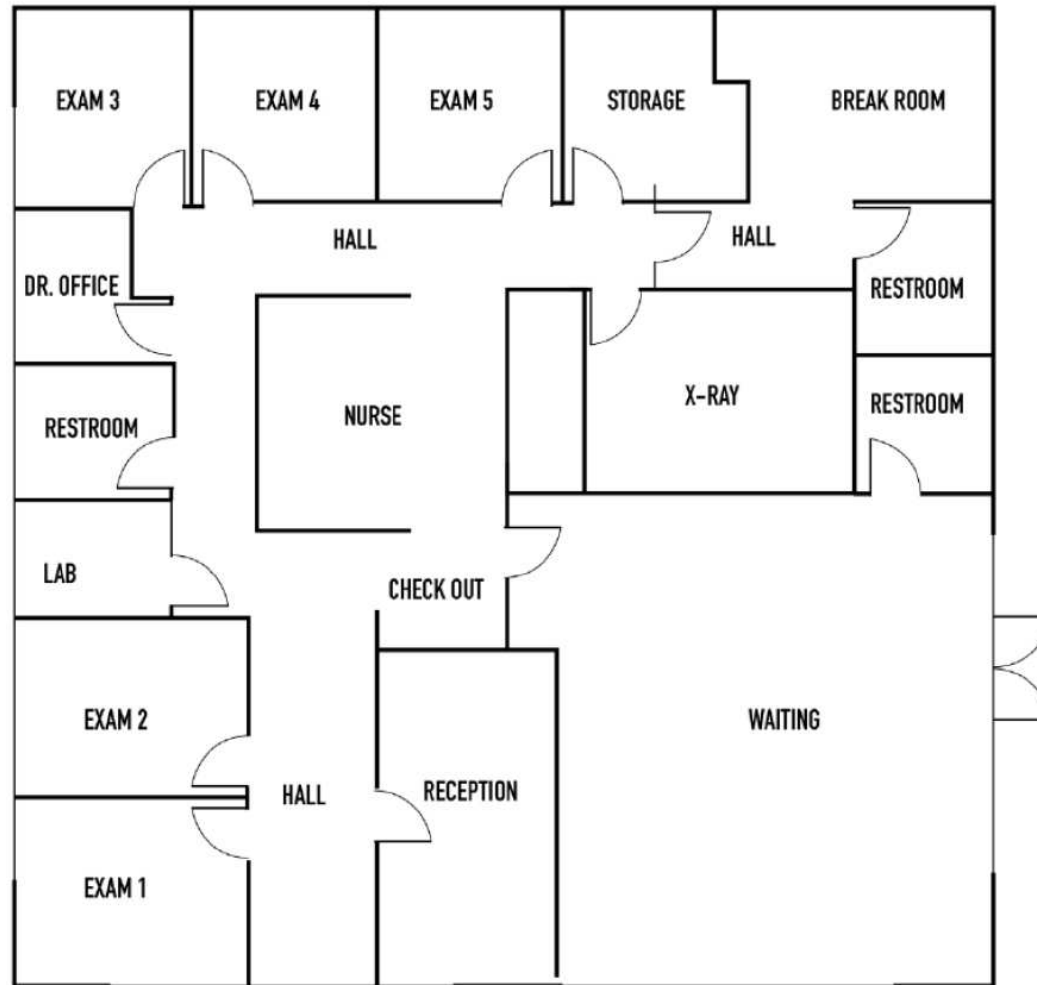 EXAM 3
EXAM 4
EXAM 5
STORAGE
BREAK ROOM
HALL
HALL
DR. OFFICE
RESTROOM
X-RAY
RESTROOM
NURSE
RESTROOM
LAB
CHECK OUT
EXAM 2
WAITING
HALL
RECEPTION
EXAM 1